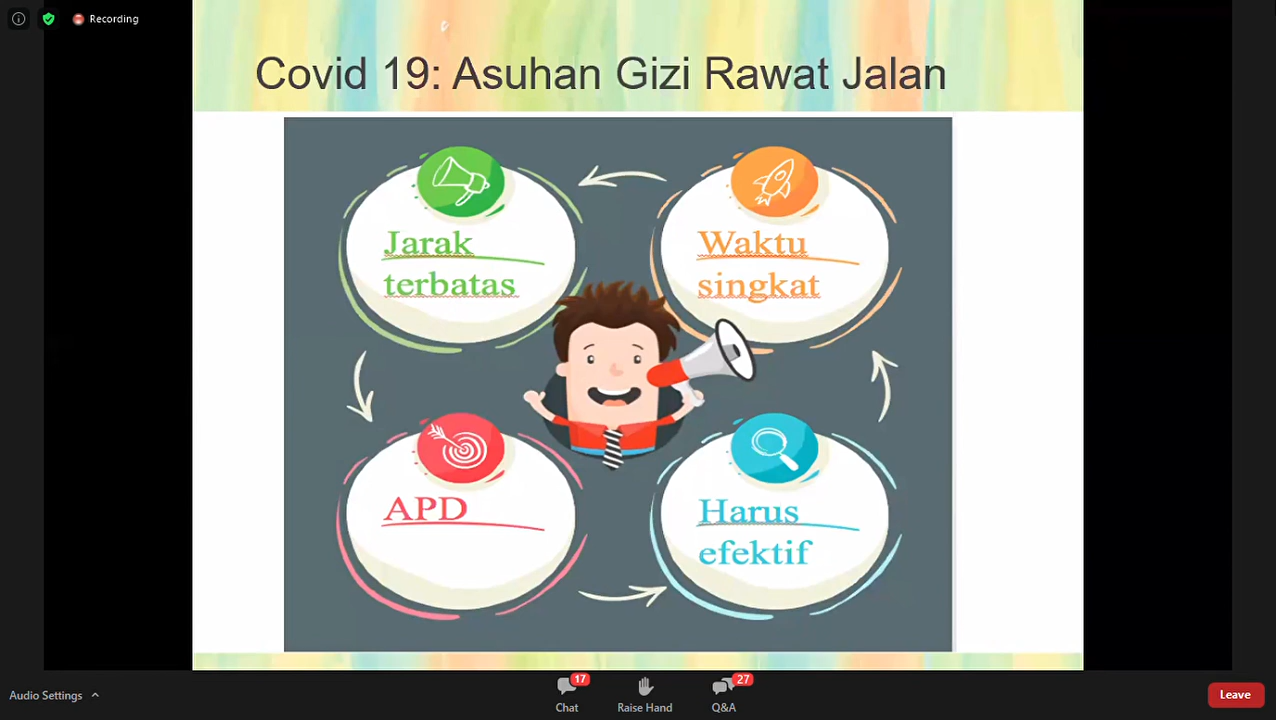 Recording
Covid 19: Asuhan Gizi Rawat Jalan
Jarak
terbatas
Waktu
singkat
APD
Harus
efektif
Audio Settings
17
Chat
Raise Hand
27
Q&A
Leave